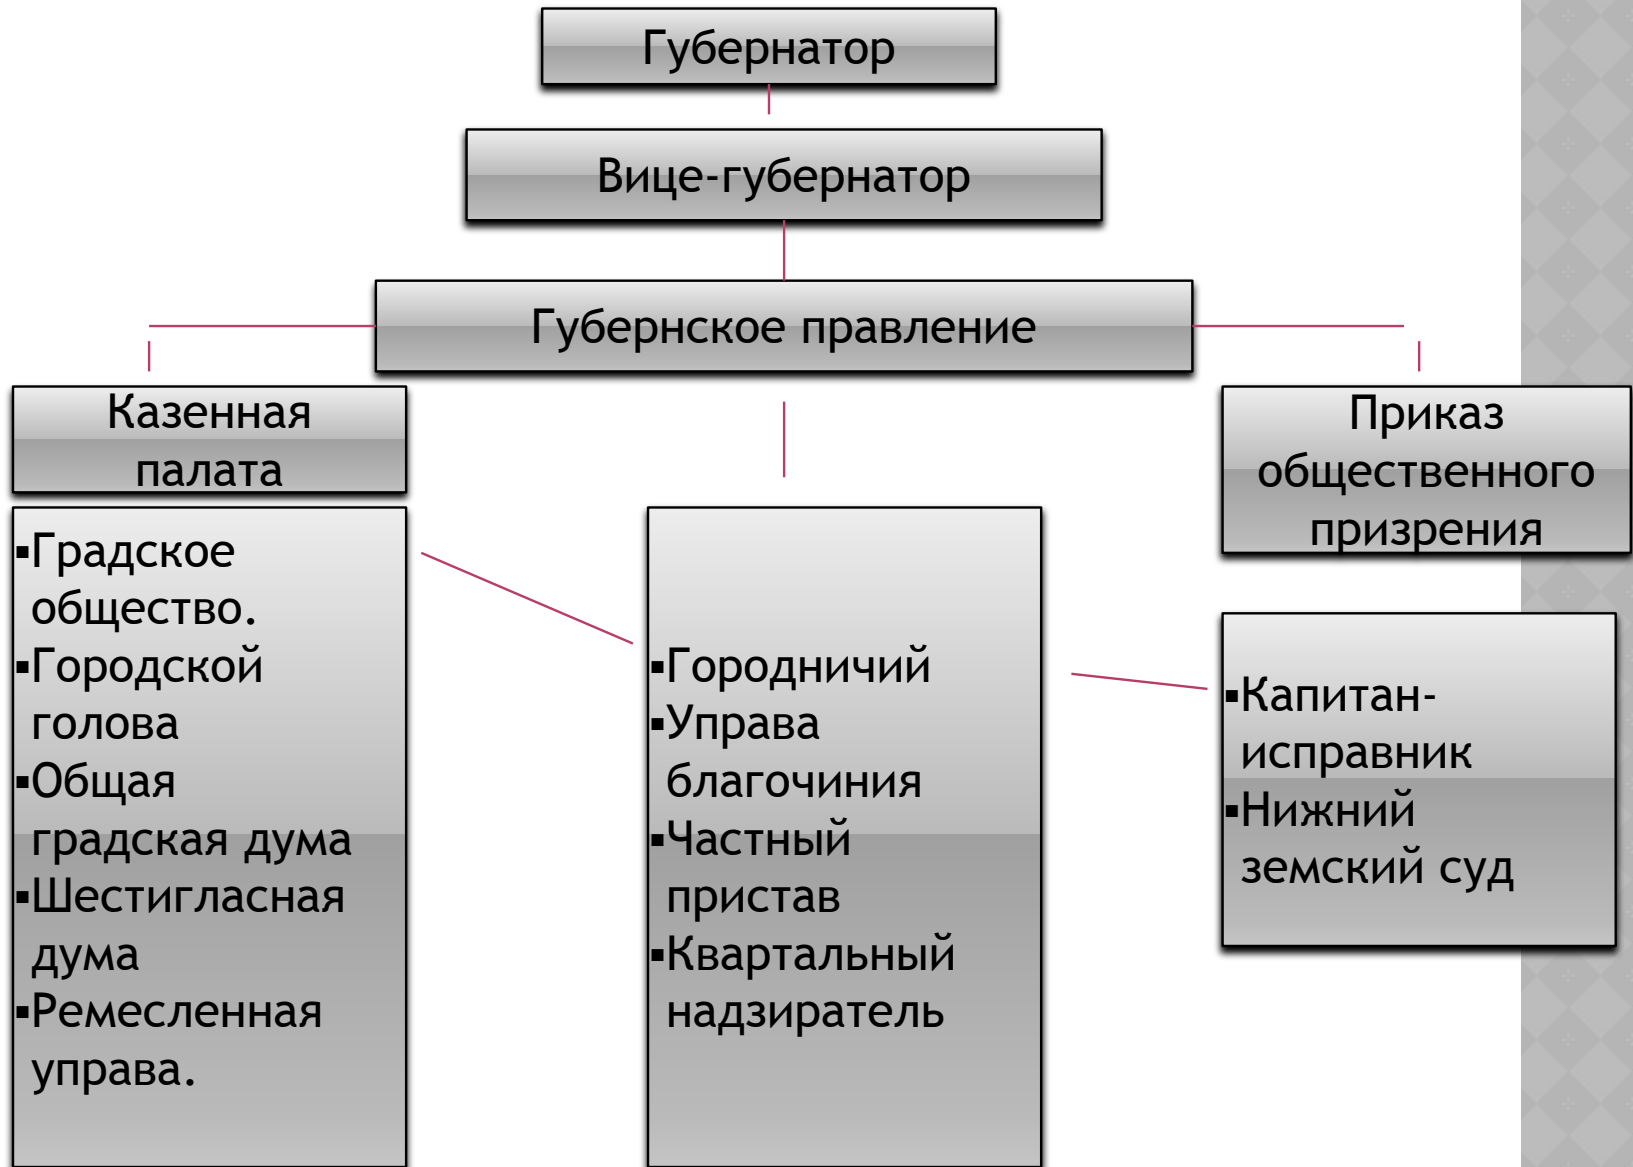 Губернатор
Вице-губернатор
Губернское правление
Казенная
палата
Приказ
общественного
призрения
▪Градское
общество.
▪Городской
голова
▪Общая
градская дума
▪Шестигласная
дума
▪Ремесленная
управа.
▪Городничий
▪Управа
благочиния
▪Частный
пристав
▪Квартальный
надзиратель
▪Капитан-
исправник
▪Нижний
земский суд